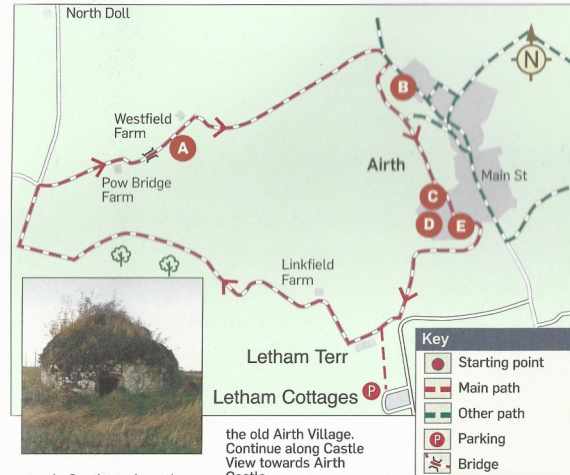 North Doll
N
Westfield
Farm
B
A
Airth
Pow Bridge
Farm
Main St
C
D
E
Linkfield
Farm
Letham Terr
Letham Cottages
P
Key
Starting point
Main path
Other path
P
Parking
Bridge
the old Airth Village.
Continue along Castle
View towards Airth